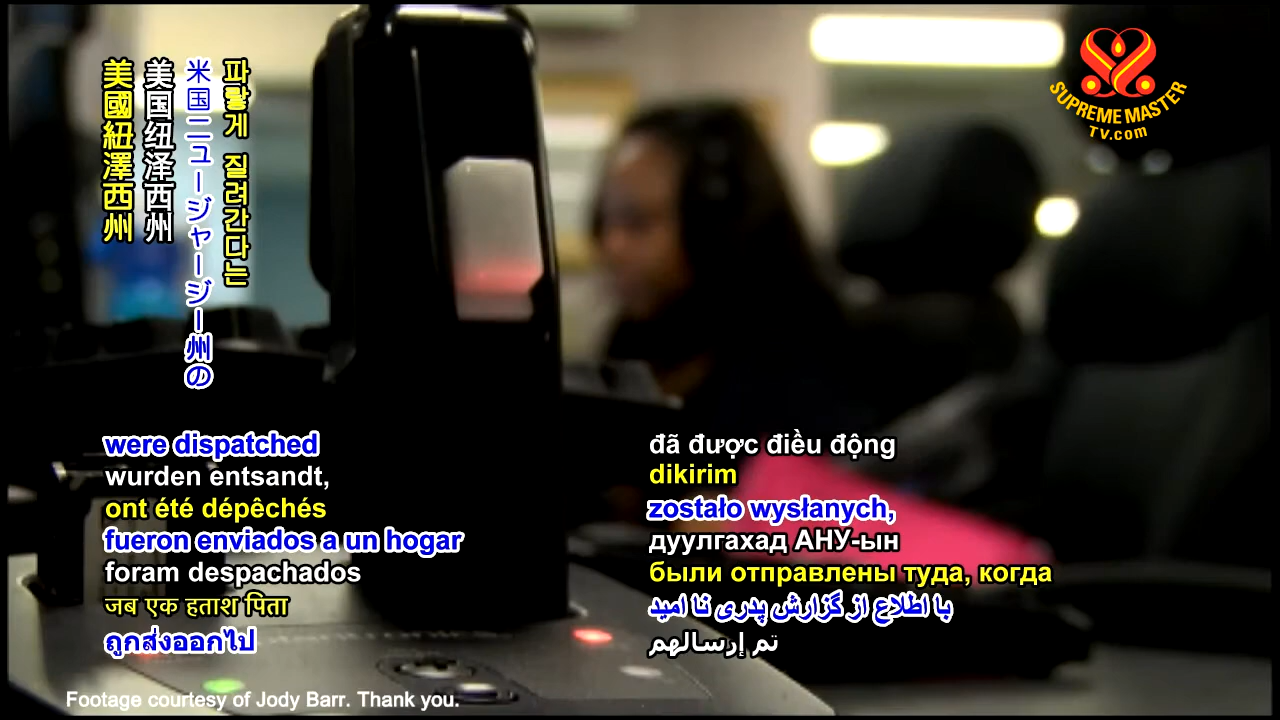 美國紐澤西州
美国纽泽西州
米国ニュージャージー州の
파랗게 질려간다는
SUPREME MASTER
TV.com
were dispatched
wurden entsandt,
ont été dépêchés
fueron enviados a un hogar
foram despachados
जब एक हताश पिता
ถูกส่งออกไป
đã được điều động
dikirim
zostało wysłanych,
дуулгахад АНУ-ын
были отправлены туда, когда
با اطلاع از گزارش پدری نا امید
تم إرسالهم
Footage courtesy of Jody Barr. Thank you.